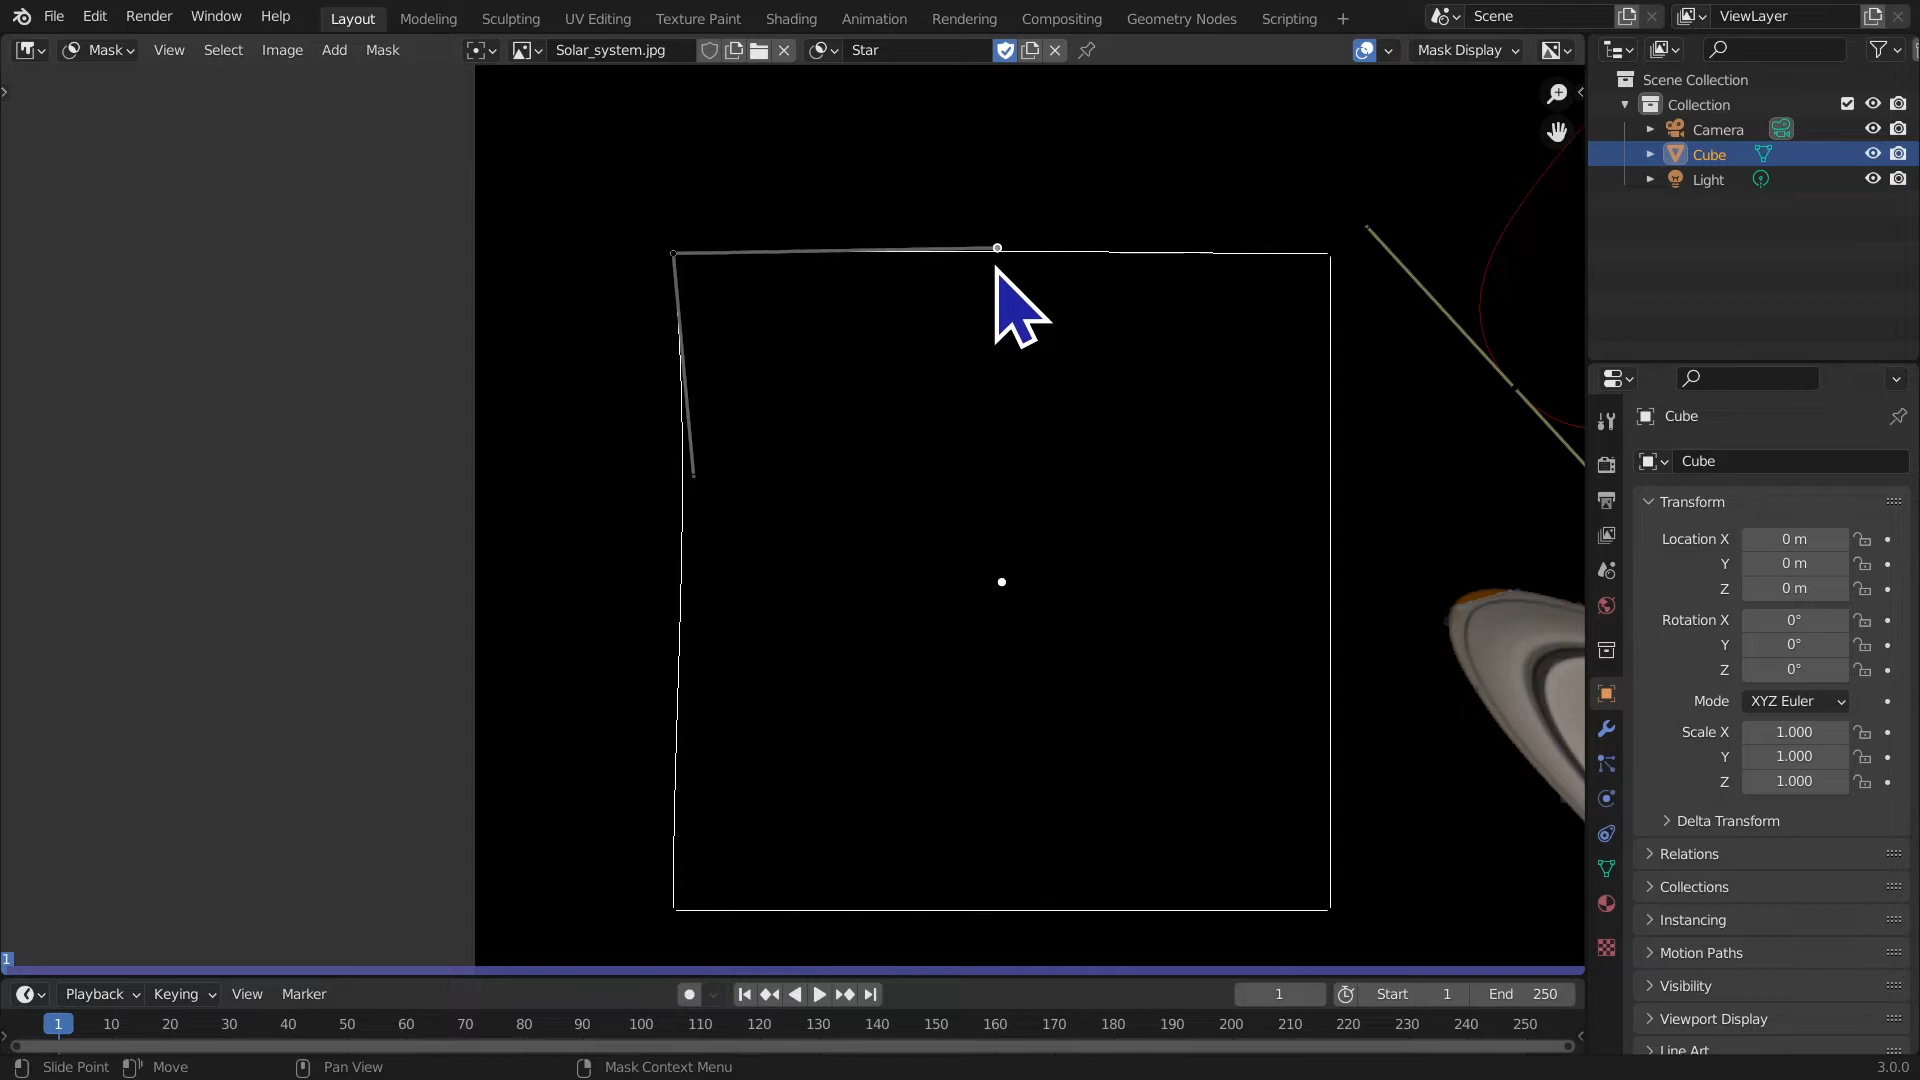 File Edit Render Window Help Layout Modeling Sculpting UV Editing Texture Paint Shading Animation Rendering Compositing Geometry Nodes Scripting + Scene ViewLayer
Mask View Select Image Add Mask Solar_system.jpg Star Mask Display
Scene Collection
Collection
Camera
Cube
Light
Cube
Cube
Transform
Location X 0 m
Y 0 m
Z 0 m
Rotation X 0°
Y 0°
Z 0°
Mode XYZ Euler
Scale X 1.000
Y 1.000
Z 1.000
Delta Transform
Relations
Collections
Instancing
Motion Paths
Visibility
Viewport Display
Line Art
1
Playback Keying View Marker 1 Start 1 End 250
1 10 20 30 40 50 60 70 80 90 100 110 120 130 140 150 160 170 180 190 200 210 220 230 240 250
Slide Point Move Pan View Mask Context Menu 3.0.0